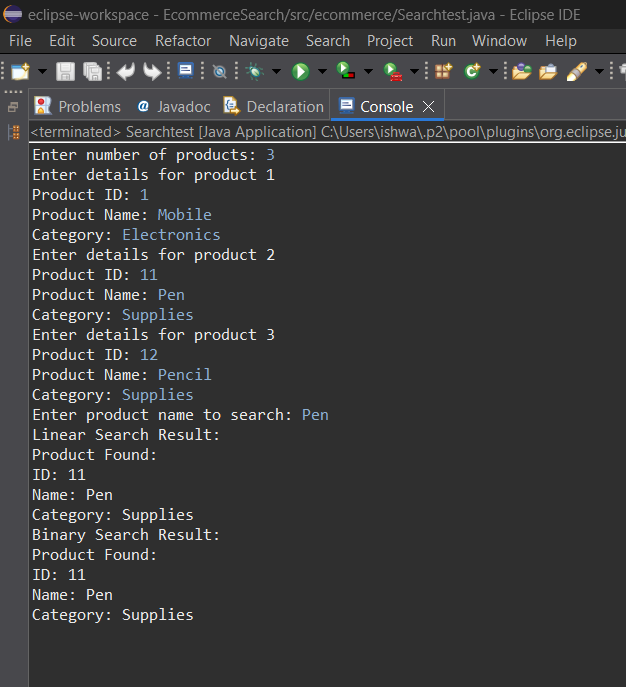 eclipse-workspace - EcommerceSearch/src/ecommerce/Searchtest.java - Eclipse IDE
File Edit Source Refactor Navigate Search Project Run Window Help
Problems @ Javadoc Declaration Console
<terminated> Searchtest [Java Application] C:\Users\ishwa\.p2\pool\plugins\org.eclipse.ju
Enter number of products: 3
Enter details for product 1
Product ID: 1
Product Name: Mobile
Category: Electronics
Enter details for product 2
Product ID: 11
Product Name: Pen
Category: Supplies
Enter details for product 3
Product ID: 12
Product Name: Pencil
Category: Supplies
Enter product name to search: Pen
Linear Search Result:
Product Found:
ID: 11
Name: Pen
Category: Supplies
Binary Search Result:
Product Found:
ID: 11
Name: Pen
Category: Supplies